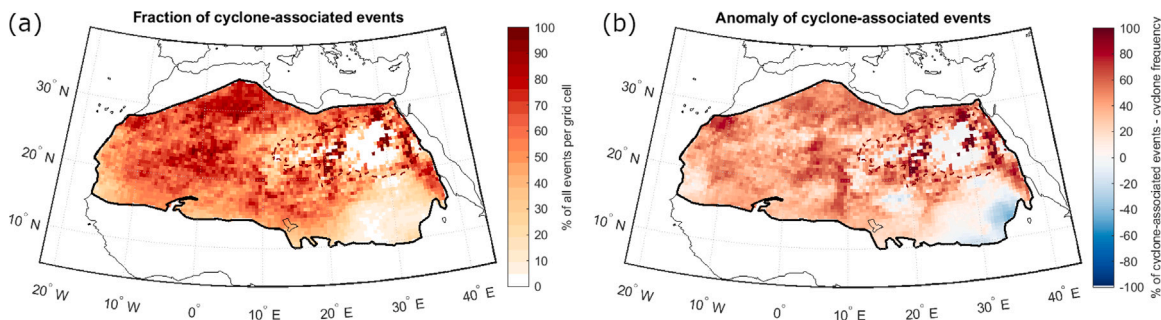 (a)
Fraction of cyclone-associated events
30° N
20° N
10° N
20° W
10° W
0°
10° E
20° E
30° E
40° E
100
90
80
70
60
50
40
30
20
10
0
% of all events per grid cell
(b)
Anomaly of cyclone-associated events
30° N
20° N
10° N
20° W
10° W
0°
10° E
20° E
30° E
40° E
100
80
60
40
20
0
-20
-40
-60
-80
-100
% of cyclone-associated events - cyclone frequency